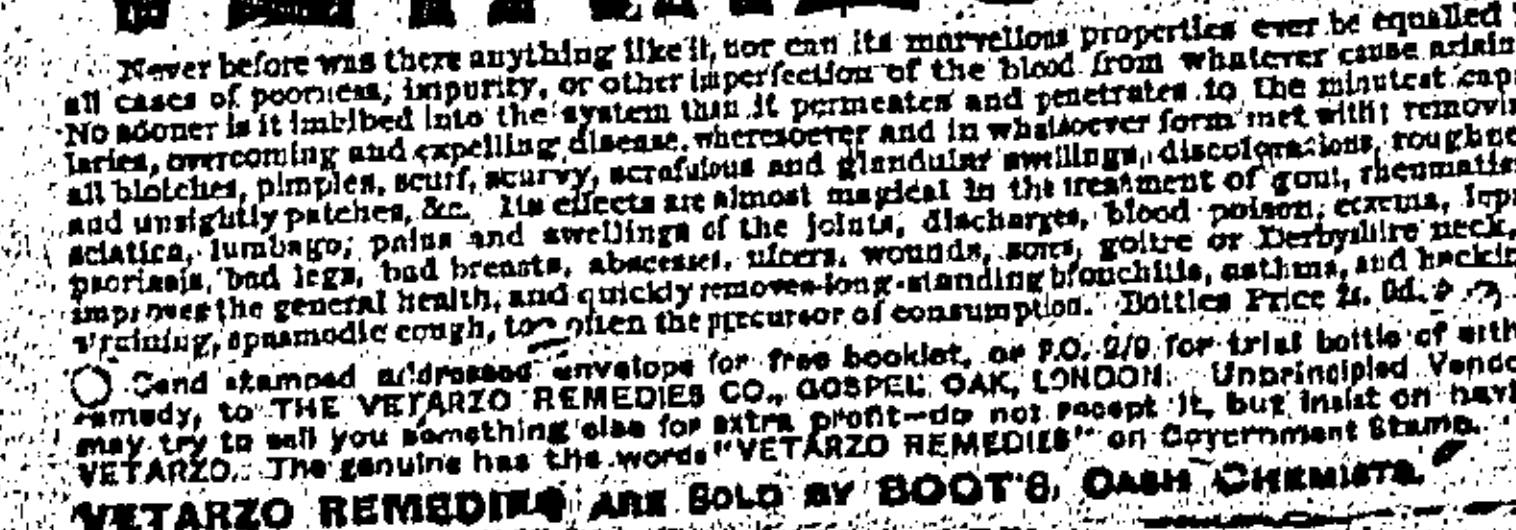 Never before was there anything like it, nor can its marvellous properties ever be equalled
all cases of poorness, impurity, or other imperfection of the blood from whatever cause arisin
No sooner is it imbibed into the system than it permeates and penetrates to the minutest cap
laries, overcoming and expelling disease, wheresoever and in whatsoever form met with: removi
all blotches, pimples, scurf, scurvy, scrofulous and glandular swellings, discolorations, roughne
and unsightly patches, &c. Its effects are almost magical in the treatment of gout, rheumatis
sciatica, lumbago, pains and swellings of the joints, discharges, blood poison, eczema, lep
psoriasis, bad legs, bad breasts, abscesses, ulcers, wounds, sores, goitre or Derbyshire neck,
improves the general health, and quickly removes long-standing bronchitis, asthma, and hackin
straining, spasmodic cough, too often the precursor of consumption. Bottles Price
Send stamped addressed envelope for free booklet, or P.O. 2/9 for trial bottle of eith
remedy, to THE VETARZO REMEDIES CO., GOSPEL OAK, LONDON. Unprincipled Vendo
may try to sell you something else for extra profit—do not accept it, but insist on havi
VETARZO. The genuine has the words "VETARZO REMEDIES" on Government Stamp.
VETARZO REMEDIES ARE SOLD BY BOOT'S, CASH CHEMISTS.